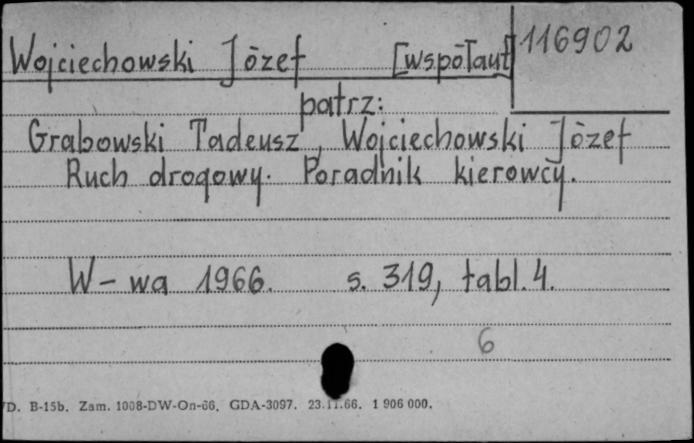 Wojciechowski Józef [współaut] 116902
patrz:
Grabowski Tadeusz, Wojciechowski Józef
Ruch drogowy. Poradnik kierowcy.
W-wa 1966. s. 319, tabl. 4.
6
D. B-15b. Zam. 1008-DW-On-66. GDA-3097. 23.11.66. 1 906 000.